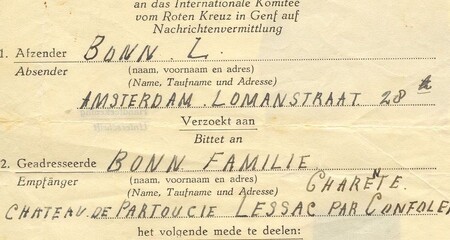 an das Internationale Komitee
vom Roten Kreuz in Genf auf
Nachrichtenvermittlung
1. Afzender BONN. L.
Absender (naam, voornaam en adres)
(Name, Taufname und Adresse)
AMSTERDAM. LOMANSTRAAT 28
Verzoekt aan
Bittet an
2. Geadresseerde BONN FAMILIE
Empfänger (naam, voornaam en adres)
(Name, Taufname und Adresse) CHARENTE.
CHATEAU. DE PARTOUCIE LESSAC PAR CONFOLE
het volgende mede te deelen: